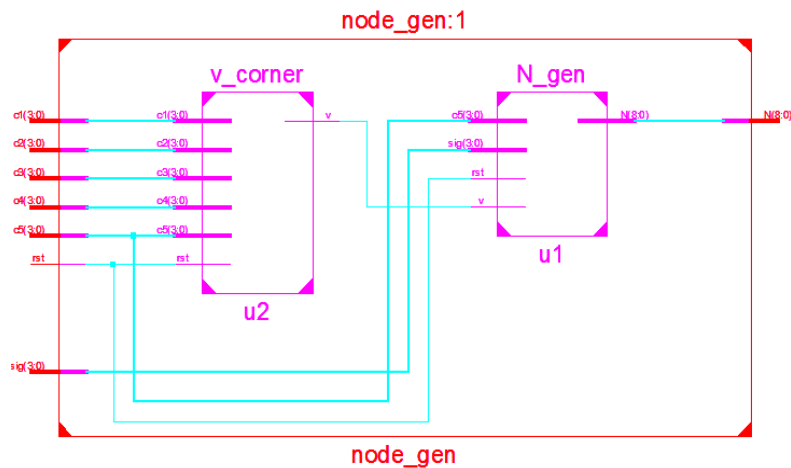 node_gen:1
v_corner
N_gen
c1(3:0)
c1(3:0)
v
c5(3:0)
N(8:0)
N(8:0)
c2(3:0)
c2(3:0)
sig(3:0)
c3(3:0)
c3(3:0)
rst
c4(3:0)
c4(3:0)
v
c5(3:0)
c5(3:0)
rst
rst
u1
u2
sig(3:0)
node_gen